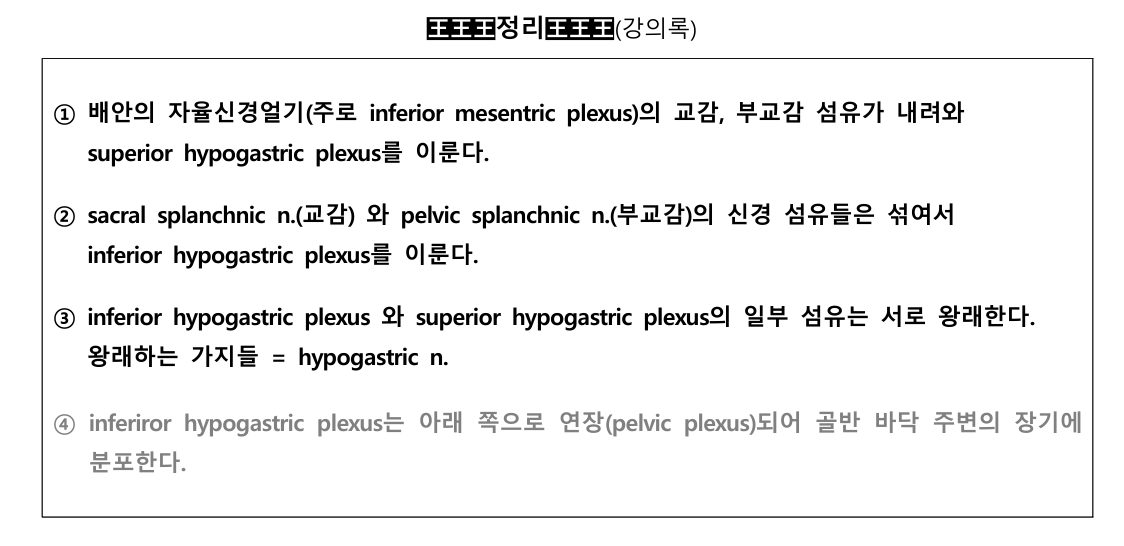 王王王정리王王王(강의록)
① 배안의 자율신경얼기(주로 inferior mesentric plexus)의 교감, 부교감 섬유가 내려와
superior hypogastric plexus를 이룬다.
② sacral splanchnic n.(교감) 와 pelvic splanchnic n.(부교감)의 신경 섬유들은 섞여서
inferior hypogastric plexus를 이룬다.
③ inferior hypogastric plexus 와 superior hypogastric plexus의 일부 섬유는 서로 왕래한다.
왕래하는 가지들 = hypogastric n.
④ inferiror hypogastric plexus는 아래 쪽으로 연장(pelvic plexus)되어 골반 바닥 주변의 장기에
분포한다.